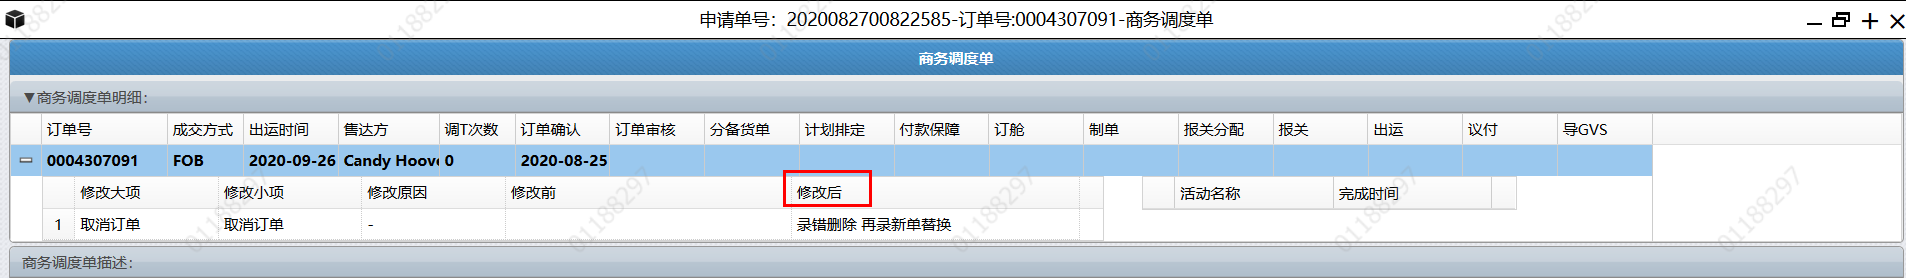 申请单号：2020082700822585-订单号:0004307091-商务调度单
商务调度单
▼商务调度单明细：
订单号 成交方式 出运时间 售达方 调T次数 订单确认 订单审核 分备货单 计划排定 付款保障 订舱 制单 报关分配 报关 出运 议付 导GVS
0004307091 FOB 2020-09-26 Candy Hoove 0 2020-08-25
修改大项 修改小项 修改原因 修改前 修改后 活动名称 完成时间
1 取消订单 取消订单 - 录错删除 再录新单替换
商务调度单描述：
01188297
01188297
01188297
01188297